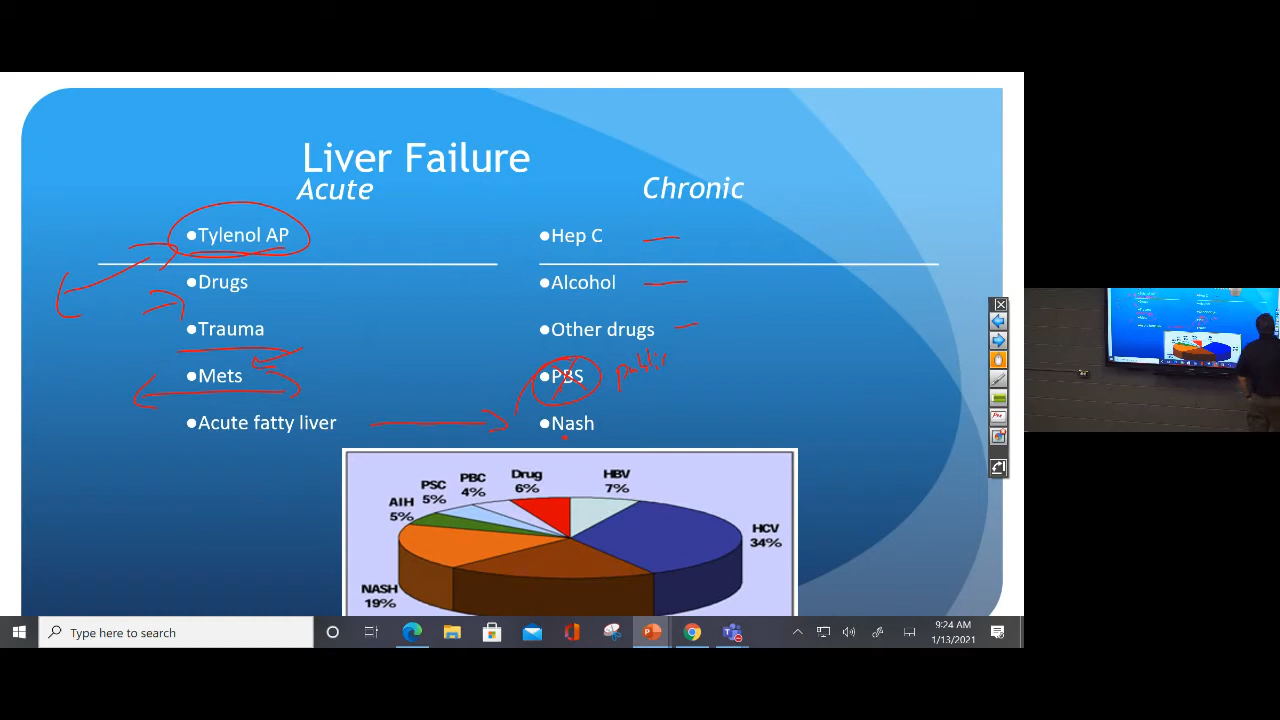 Liver Failure
Acute
Chronic
•Tylenol AP
•Drugs
•Trauma
•Mets
•Acute fatty liver
•Hep C
•Alcohol
•Other drugs
•PBS
•Nash
Drug
6%
HBV
7%
PBC
4%
PSC
5%
AIH
5%
HCV
34%
NASH
19%
Type here to search
9:24 AM
1/13/2021